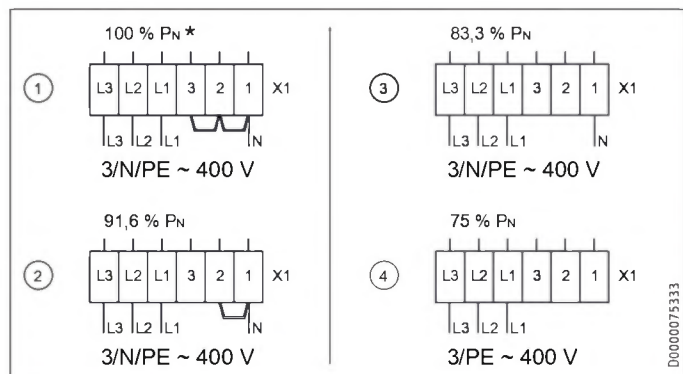 100 % PN *
1
L3 L2 L1 3 2 1 X1
L3 L2 L1 N
3/N/PE ~ 400 V
91,6 % PN
2
L3 L2 L1 3 2 1 X1
L3 L2 L1 N
3/N/PE ~ 400 V
83,3 % PN
3
L3 L2 L1 3 2 1 X1
L3 L2 L1 N
3/N/PE ~ 400 V
75 % PN
4
L3 L2 L1 3 2 1 X1
L3 L2 L1
3/PE ~ 400 V
D0000075333